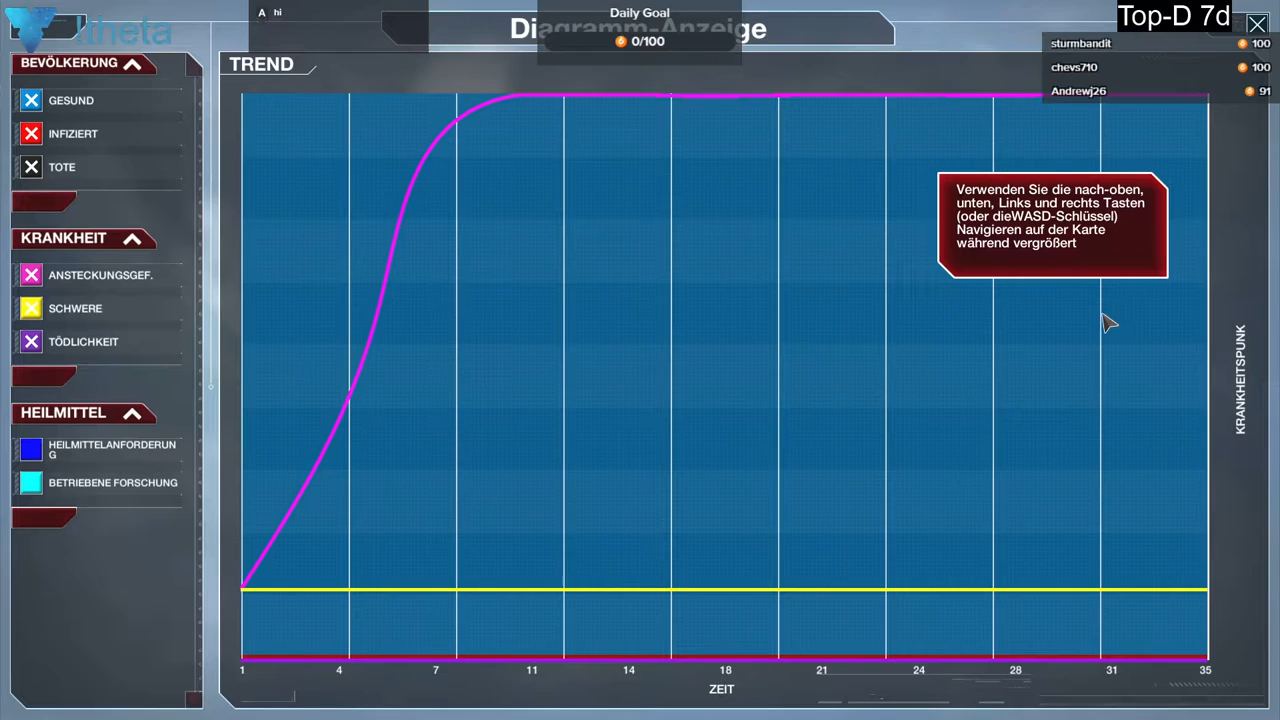 ltheta
A hi
Diagramm-Anzeige
Daily Goal
0/100
Top-D 7d
sturmbandit 100
chevs710 100
Andrewj26 91
BEVÖLKERUNG
GESUND
INFIZIERT
TOTE
KRANKHEIT
ANSTECKUNGSGEF.
SCHWERE
TÖDLICHKEIT
HEILMITTEL
HEILMITTELANFORDERUN
G
BETRIEBENE FORSCHUNG
TREND
Verwenden Sie die nach-oben,
unten, Links und rechts Tasten
(oder dieWASD-Schlüssel)
Navigieren auf der Karte
während vergrößert
KRANKHEITSPUNK
1 4 7 11 14 18 21 24 28 31 35
ZEIT